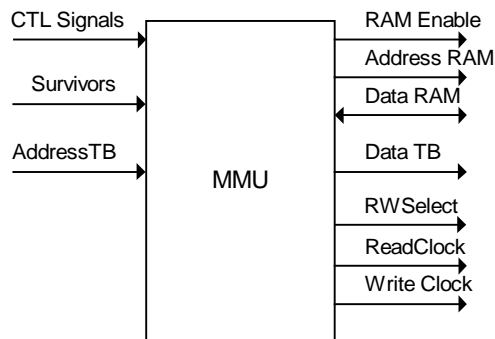 CTL Signals
Survivors
AddressTB
MMU
RAM Enable
Address RAM
Data RAM
Data TB
RWSelect
ReadClock
Write Clock